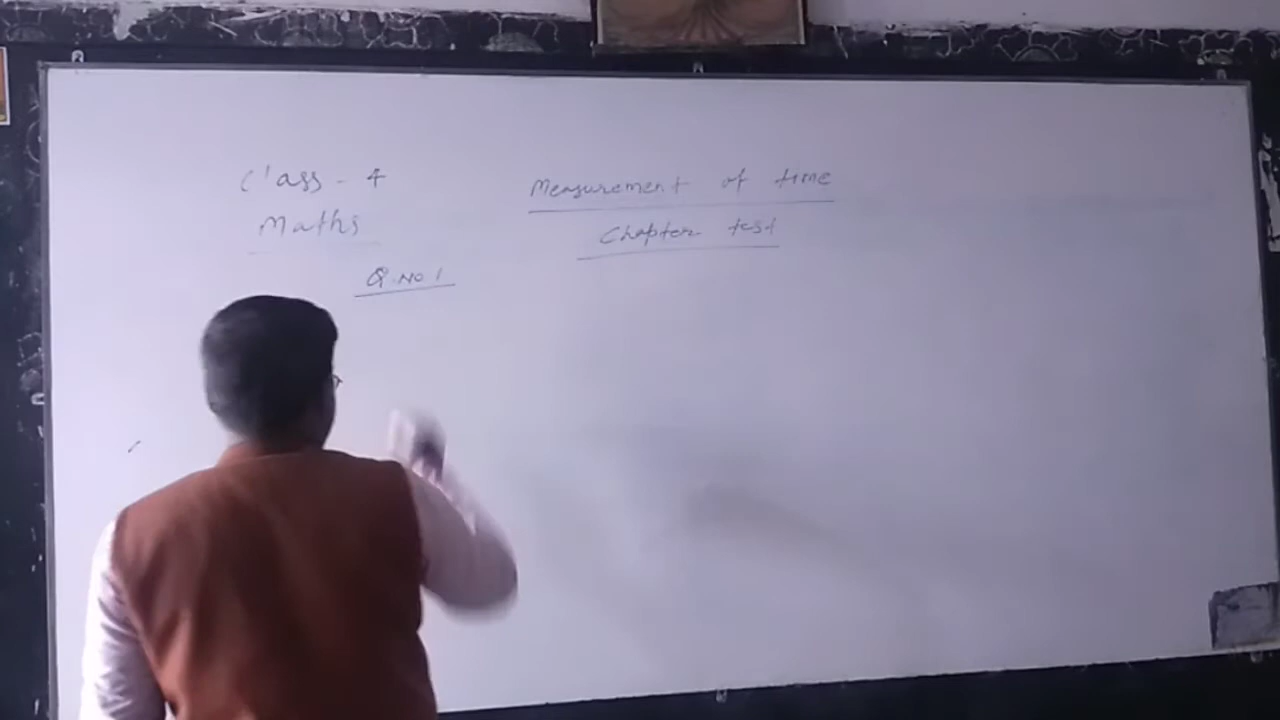 Class - 4
Measurement of time
Maths
Chapter test
Q.No 1